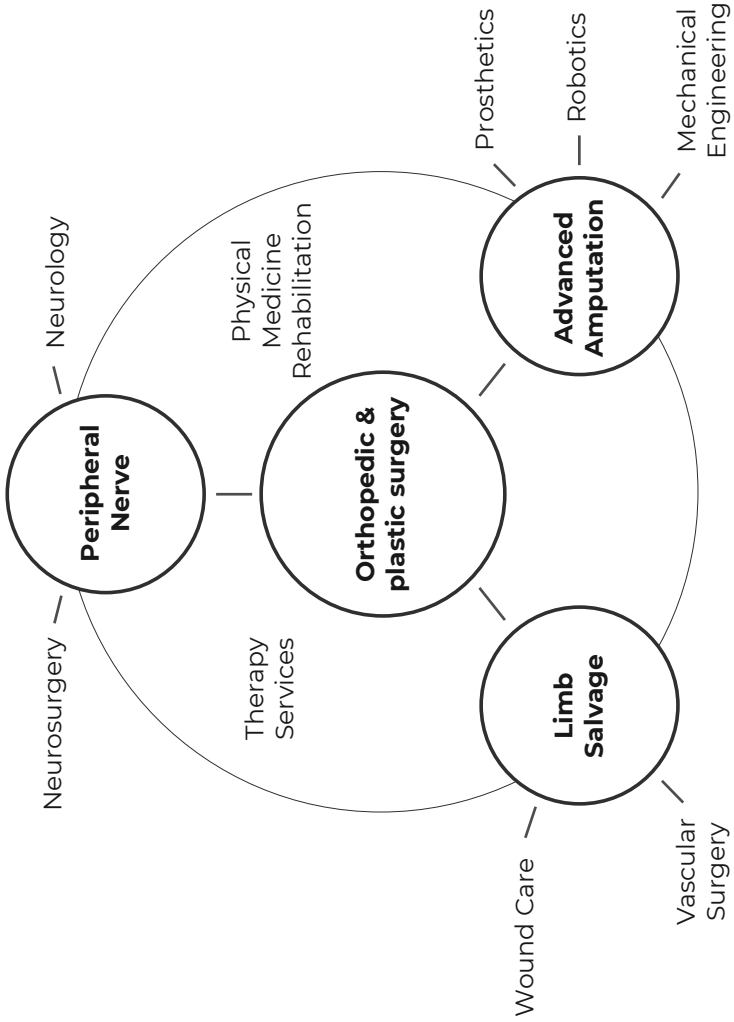 Neurosurgery
Neurology
Peripheral
Nerve
Therapy
Services
Physical
Medicine
Rehabilitation
Orthopedic &
plastic surgery
Wound Care
Limb
Salvage
Vascular
Surgery
Prosthetics
Robotics
Advanced
Amputation
Mechanical
Engineering